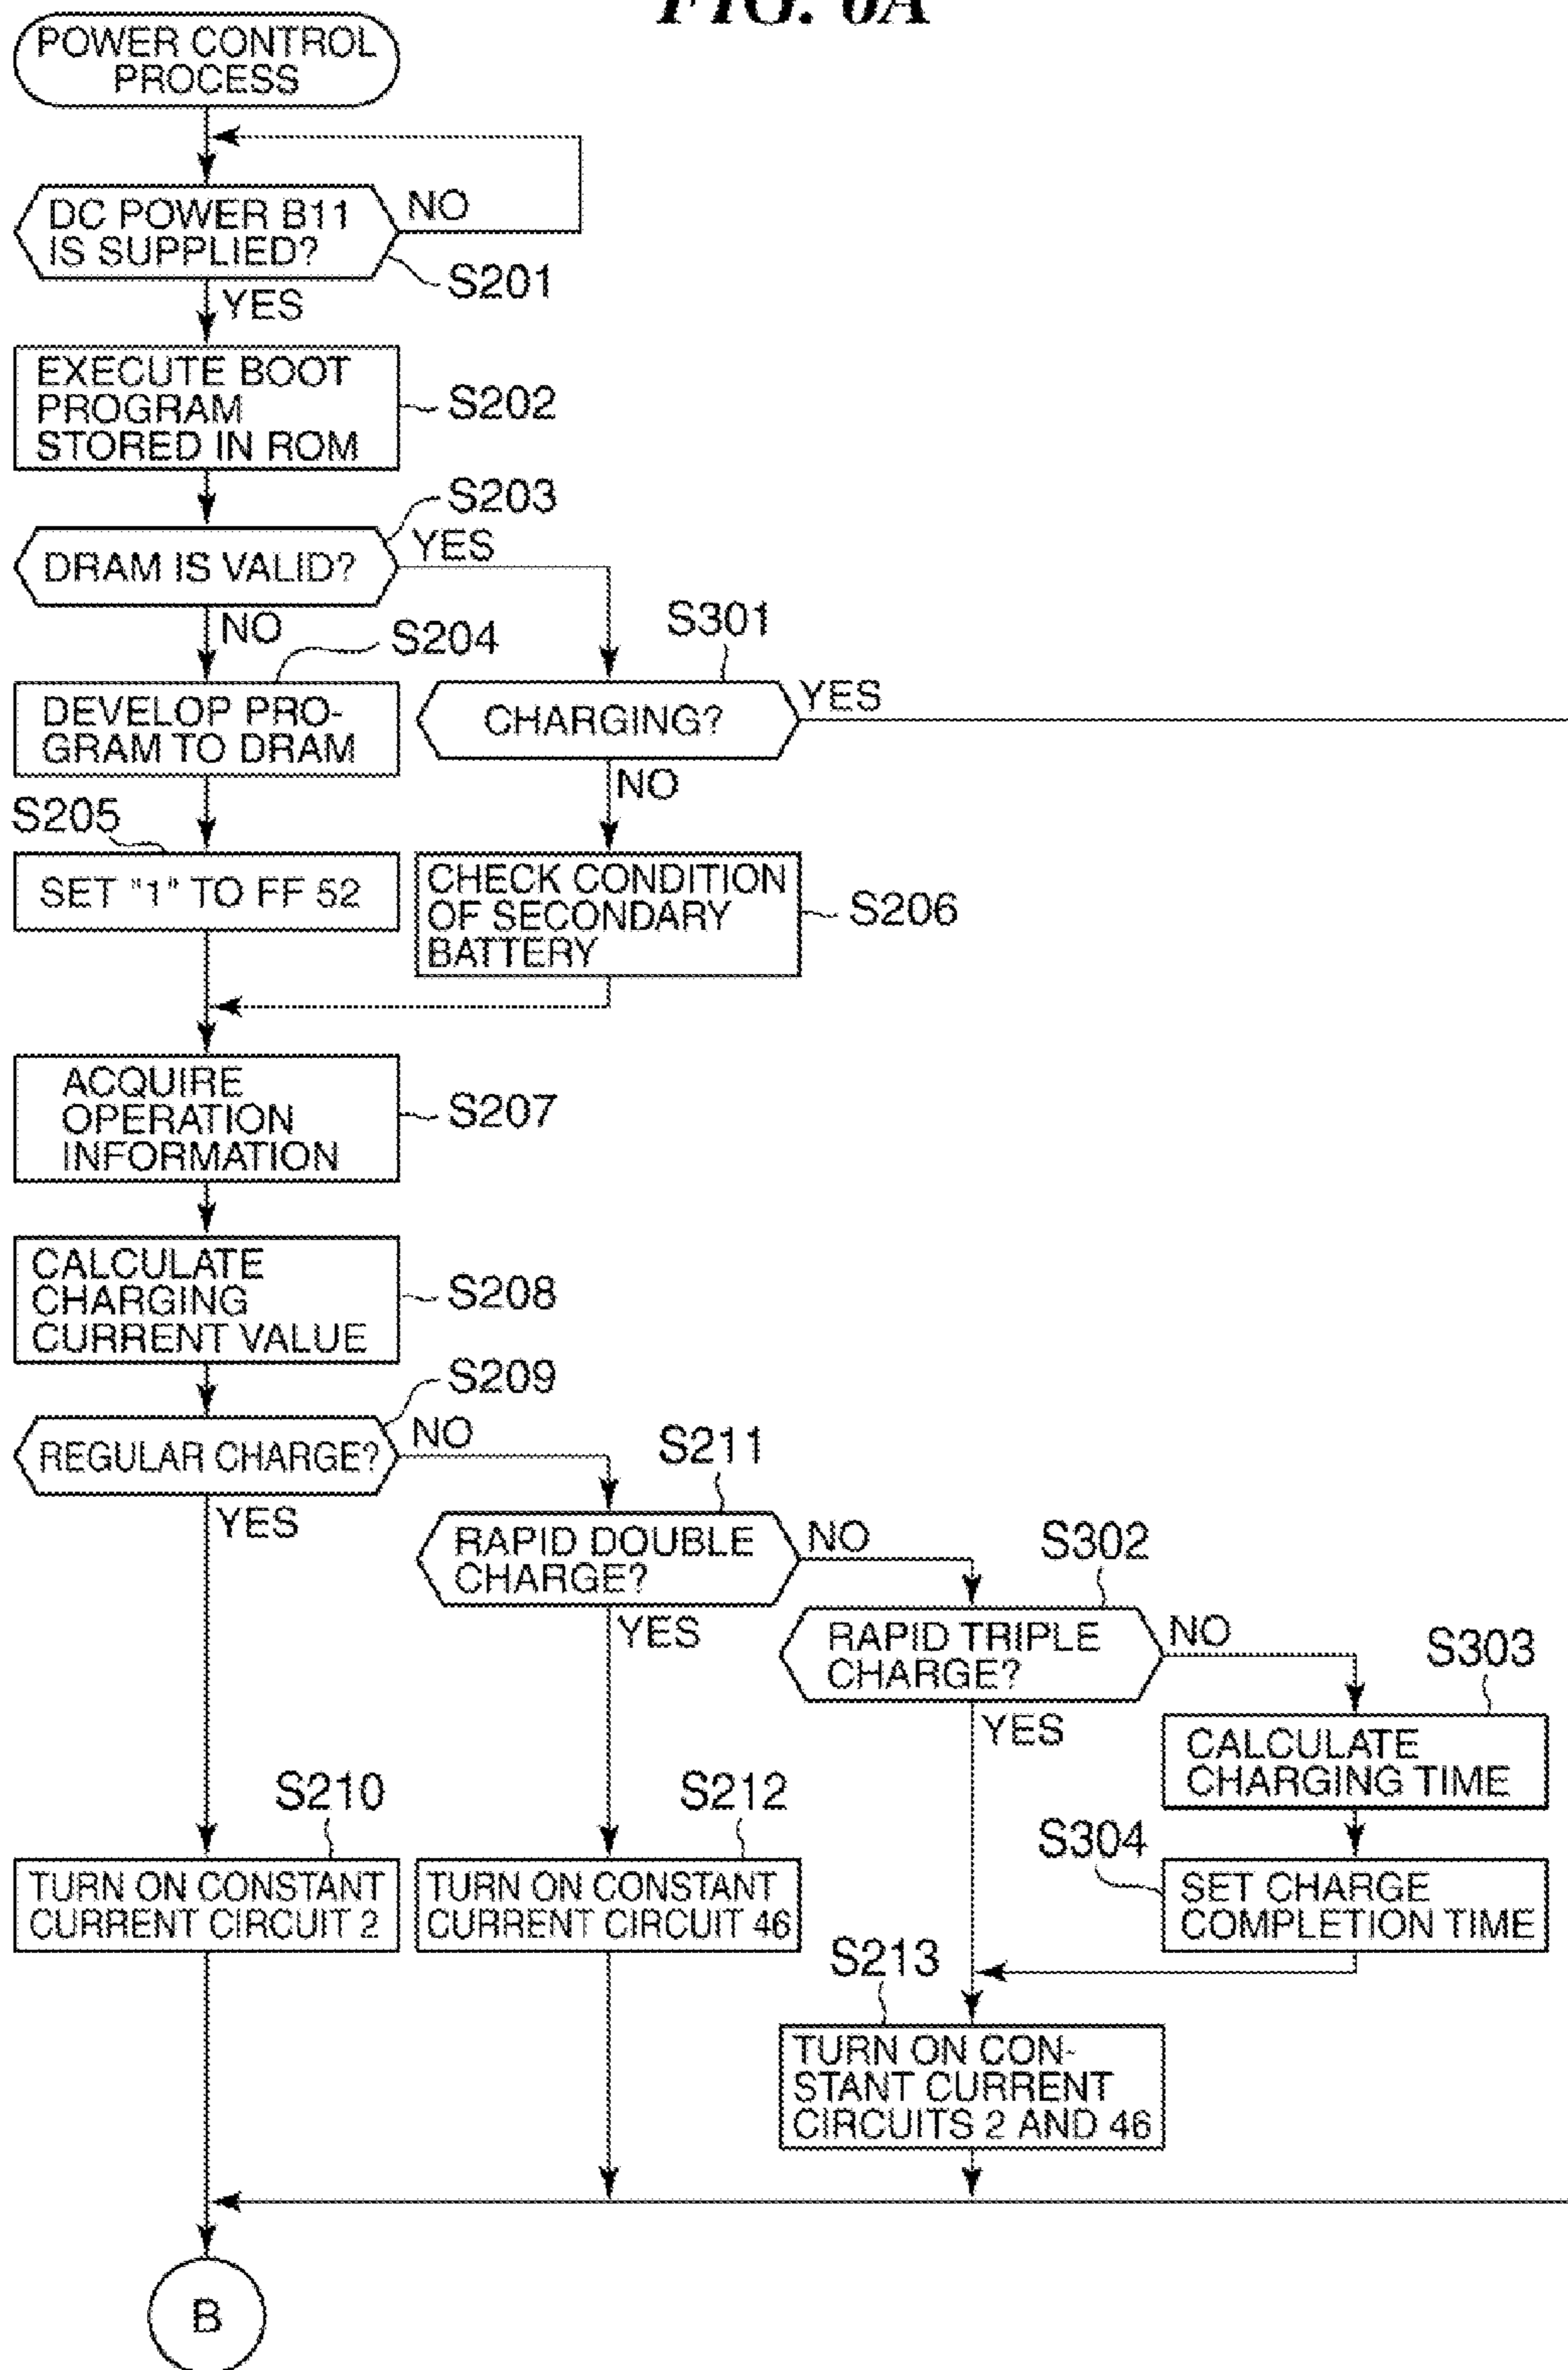 POWER CONTROL
PROCESS
DC POWER B11
IS SUPPLIED?
NO
S201
YES
EXECUTE BOOT
PROGRAM
STORED IN ROM
S202
S203
DRAM IS VALID?
YES
NO
S204
S301
DEVELOP PRO-
GRAM TO DRAM
CHARGING?
YES
NO
S205
SET "1" TO FF 52
CHECK CONDITION
OF SECONDARY
BATTERY
S206
ACQUIRE
OPERATION
INFORMATION
S207
CALCULATE
CHARGING
CURRENT VALUE
S208
S209
REGULAR CHARGE?
NO
YES
S211
RAPID DOUBLE
CHARGE?
NO
YES
S302
RAPID TRIPLE
CHARGE?
NO
YES
S303
CALCULATE
CHARGING TIME
S210
TURN ON CONSTANT
CURRENT CIRCUIT 2
S212
TURN ON CONSTANT
CURRENT CIRCUIT 46
S304
SET CHARGE
COMPLETION TIME
S213
TURN ON CON-
STANT CURRENT
CIRCUITS 2 AND 46
B